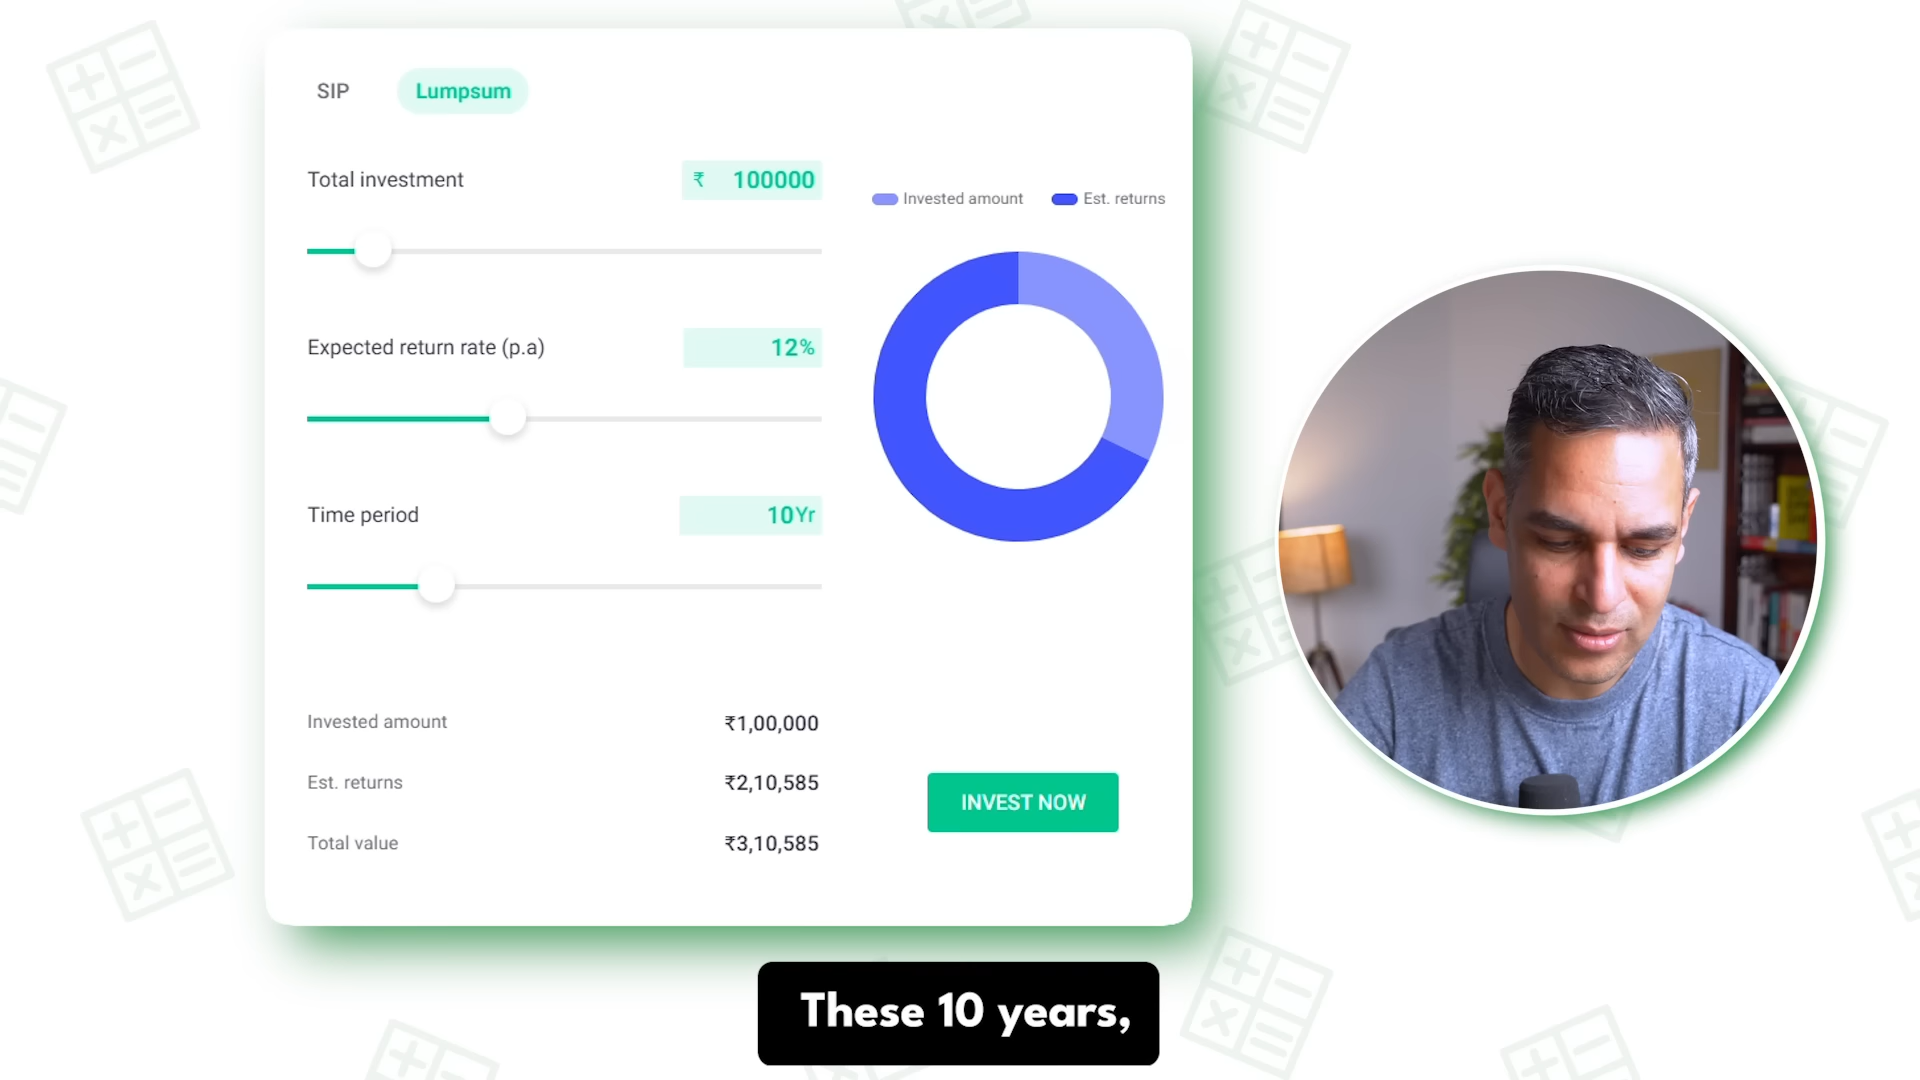 SIP
Lumpsum
Total investment
₹ 100000
Expected return rate (p.a)
12%
Time period
10Yr
Invested amount
₹1,00,000
Est. returns
₹2,10,585
Total value
₹3,10,585
Invested amount
Est. returns
INVEST NOW
These 10 years,